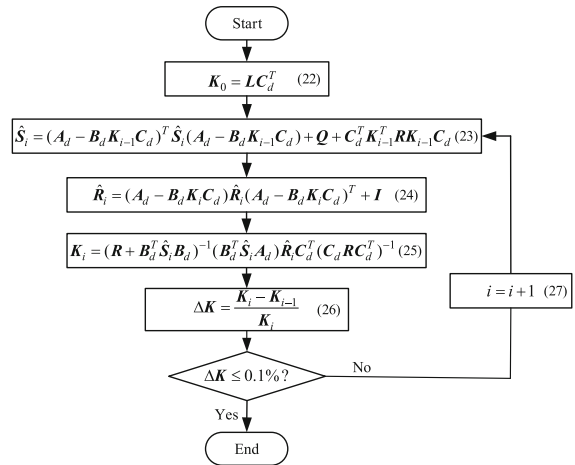 Start
K₀ = LC_d^T (22)
Ŝ_i = (A_d − B_d K_{i−1} C_d)^T Ŝ_i (A_d − B_d K_{i−1} C_d) + Q + C_d^T K_{i−1}^T R K_{i−1} C_d (23)
R̂_i = (A_d − B_d K_i C_d) R̂_i (A_d − B_d K_i C_d)^T + I (24)
K_i = (R + B_d^T Ŝ_i B_d)^{−1} (B_d^T Ŝ_i A_d) R̂_i C_d^T (C_d R C_d^T)^{−1} (25)
ΔK = (K_i − K_{i−1}) / K_i (26)
i = i + 1 (27)
ΔK ≤ 0.1% ?
No
Yes
End